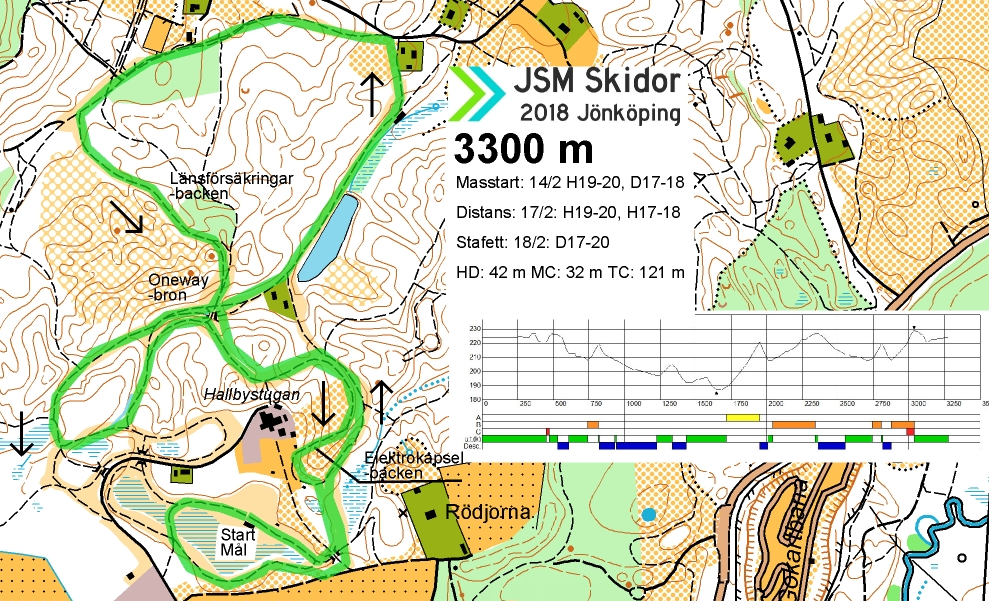 JSM Skidor
2018 Jönköping
3300 m
Masstart: 14/2 H19-20, D17-18
Distans: 17/2: H19-20, H17-18
Stafett: 18/2: D17-20
HD: 42 m MC: 32 m TC: 121 m
Länsförsäkringar
-backen
Oneway
-bron
Hallbystugan
Elektrokapsel
-backen
Start
Mål
Rödjorna
230
220
210
200
190
180
0 250 500 750 1000 1250 1500 1750 2000 2250 2500 2750 3000 3250
A
B
C
Desc.